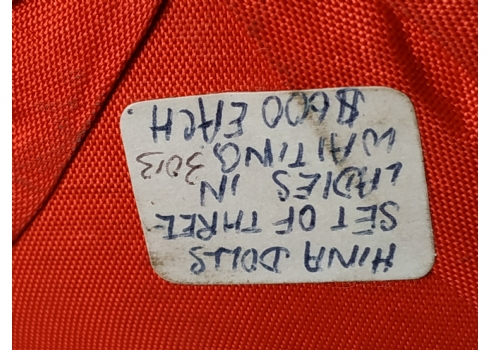 HINA DOLLS
SET OF THREE
LADIES IN
WAITING 3013
$600 EACH